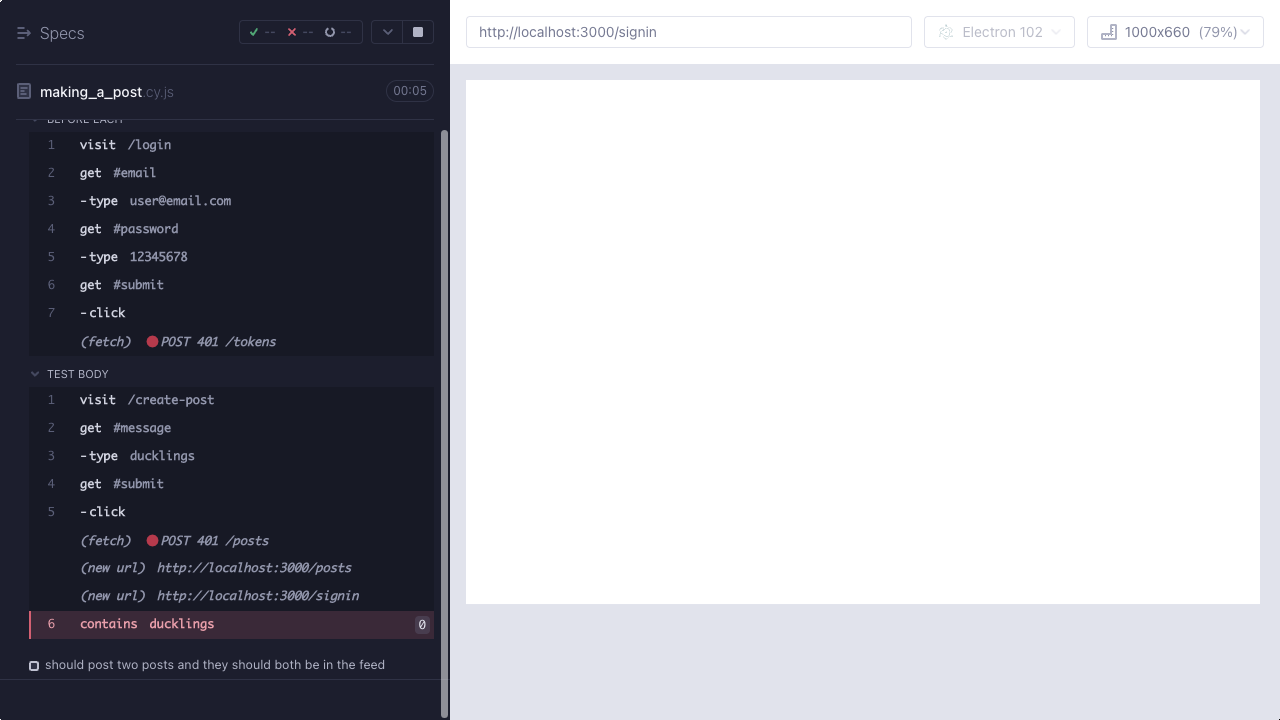 Specs
-- -- --
making_a_post.cy.js 00:05
BEFORE EACH
1 visit /login
2 get #email
3 -type user@email.com
4 get #password
5 -type 12345678
6 get #submit
7 -click
(fetch) POST 401 /tokens
TEST BODY
1 visit /create-post
2 get #message
3 -type ducklings
4 get #submit
5 -click
(fetch) POST 401 /posts
(new url) http://localhost:3000/posts
(new url) http://localhost:3000/signin
6 contains ducklings 0
should post two posts and they should both be in the feed
http://localhost:3000/signin
Electron 102
1000x660 (79%)